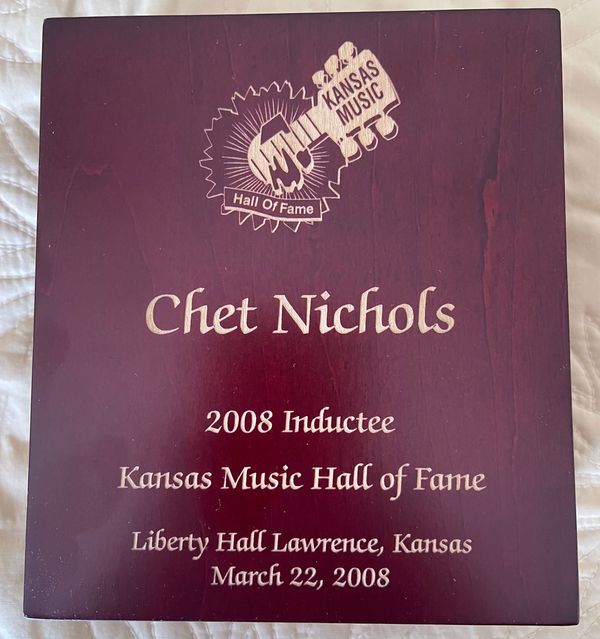 KANSAS
MUSIC
Hall Of Fame
Chet Nichols
2008 Inductee
Kansas Music Hall of Fame
Liberty Hall Lawrence, Kansas
March 22, 2008